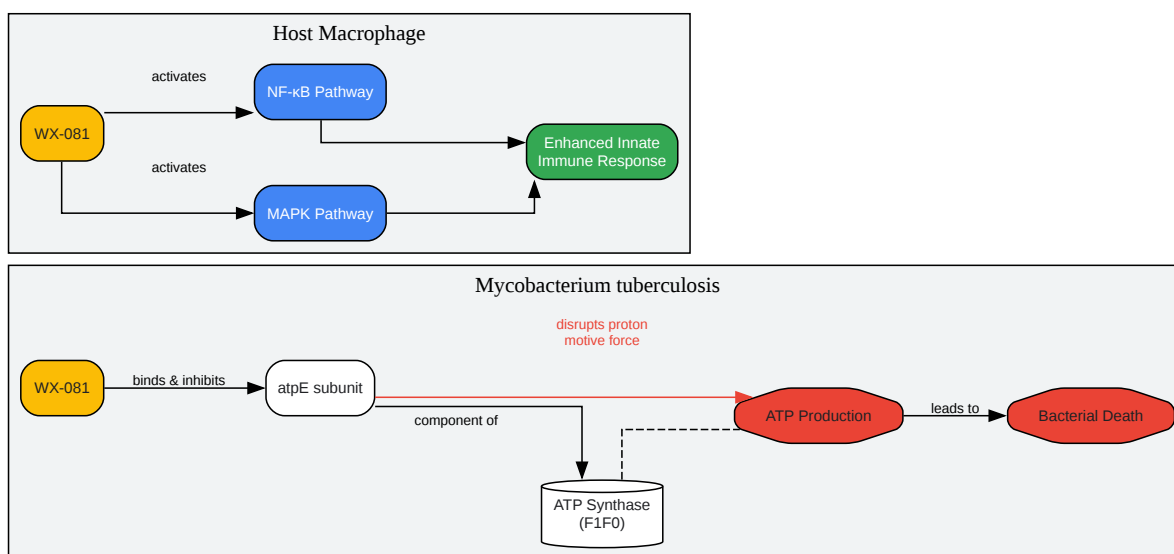 Host Macrophage
activates
NF-κB Pathway
WX-081
Enhanced Innate
Immune Response
activates
MAPK Pathway
Mycobacterium tuberculosis
disrupts proton
motive force
WX-081
binds & inhibits
atpE subunit
component of
ATP Production
leads to
Bacterial Death
ATP Synthase
(F1F0)